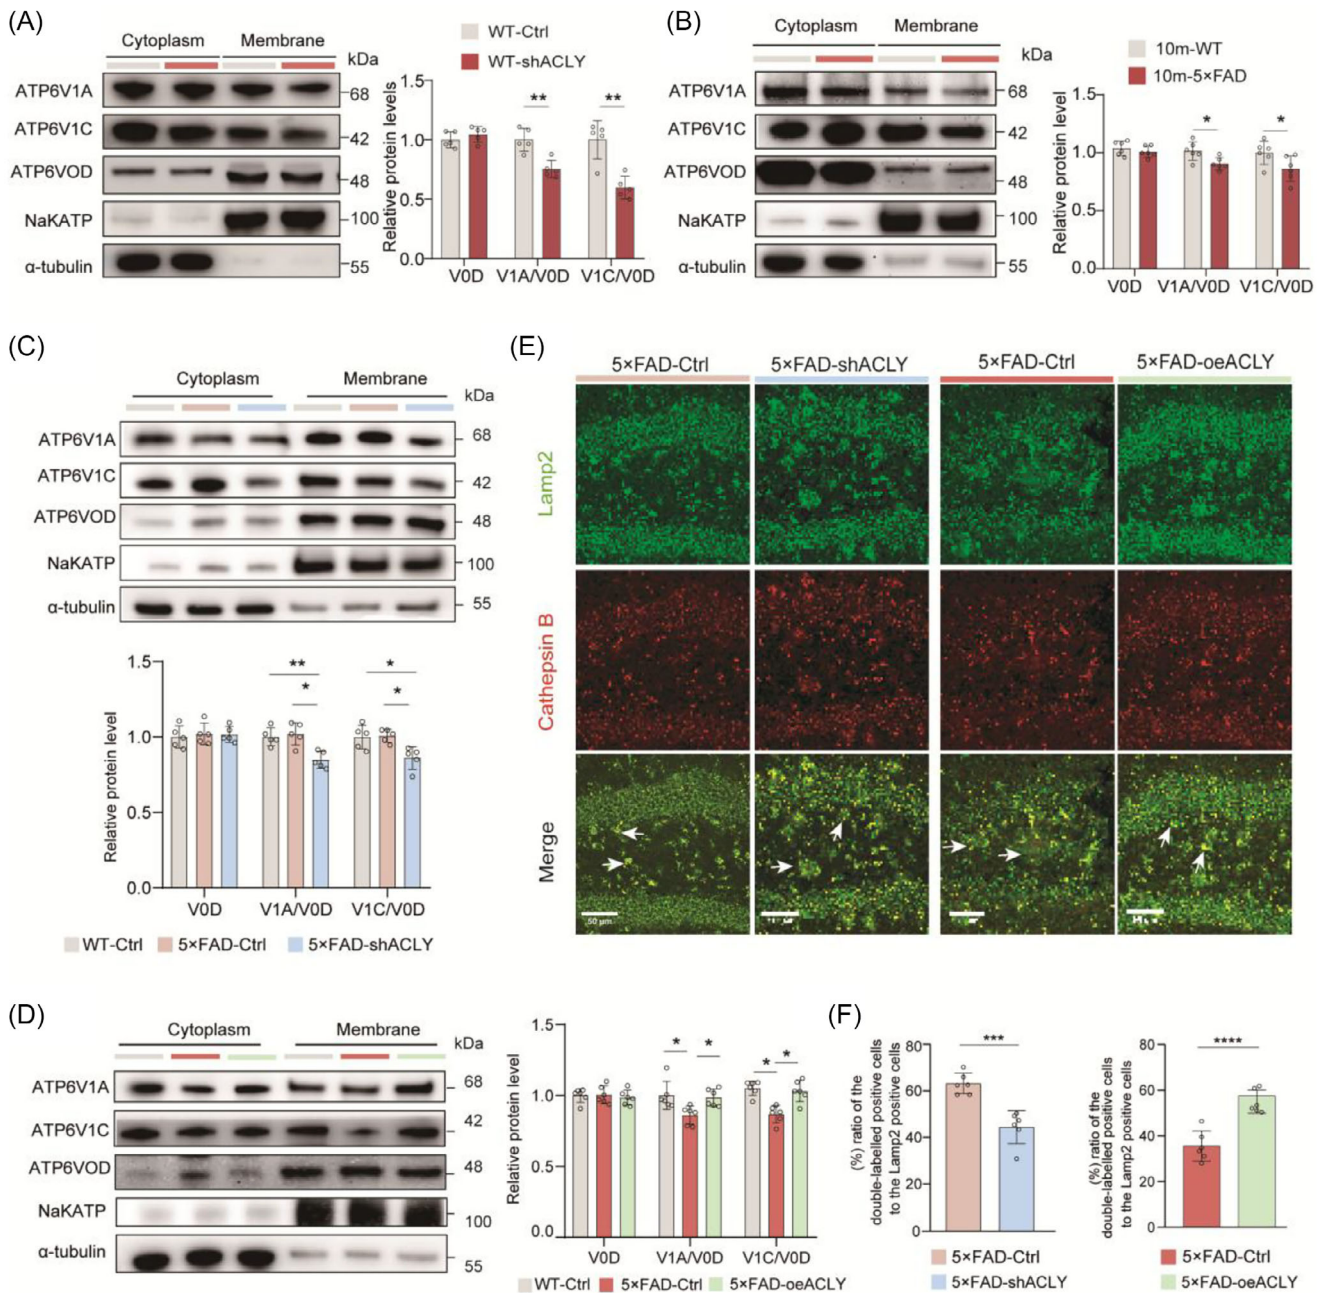 (A)
Cytoplasm Membrane
kDa
ATP6V1A
68
ATP6V1C
42
ATP6VOD
48
NaKATP
100
α-tubulin
55
WT-Ctrl
WT-shACLY
Relative protein levels
1.5
1.0
0.5
0.0
** **
V0D V1A/V0D V1C/V0D
(B)
Cytoplasm Membrane
kDa
ATP6V1A
68
ATP6V1C
42
ATP6VOD
48
NaKATP
100
α-tubulin
55
10m-WT
10m-5×FAD
Relative protein levels
1.5
1.0
0.5
0.0
* *
V0D V1A/V0D V1C/V0D
(C)
Cytoplasm Membrane
kDa
ATP6V1A
68
ATP6V1C
42
ATP6VOD
48
NaKATP
100
α-tubulin
55
Relative protein level
1.5
1.0
0.5
0.0
** *
* *
V0D V1A/V0D V1C/V0D
WT-Ctrl 5×FAD-Ctrl 5×FAD-shACLY
(E)
5×FAD-Ctrl 5×FAD-shACLY 5×FAD-Ctrl 5×FAD-oeACLY
Lamp2
Cathepsin B
Merge
50 μm
(D)
Cytoplasm Membrane
kDa
ATP6V1A
68
ATP6V1C
42
ATP6VOD
48
NaKATP
100
α-tubulin
55
Relative protein level
1.5
1.0
0.5
0.0
* * * *
V0D V1A/V0D V1C/V0D
WT-Ctrl 5×FAD-Ctrl 5×FAD-oeACLY
(F)
(%) ratio of the
double-labelled positive cells
to the Lamp2 positive cells
80
60
40
20
0
***
5×FAD-Ctrl
5×FAD-shACLY
(%) ratio of the
double-labelled positive cells
to the Lamp2 positive cells
80
60
40
20
0
****
5×FAD-Ctrl
5×FAD-oeACLY